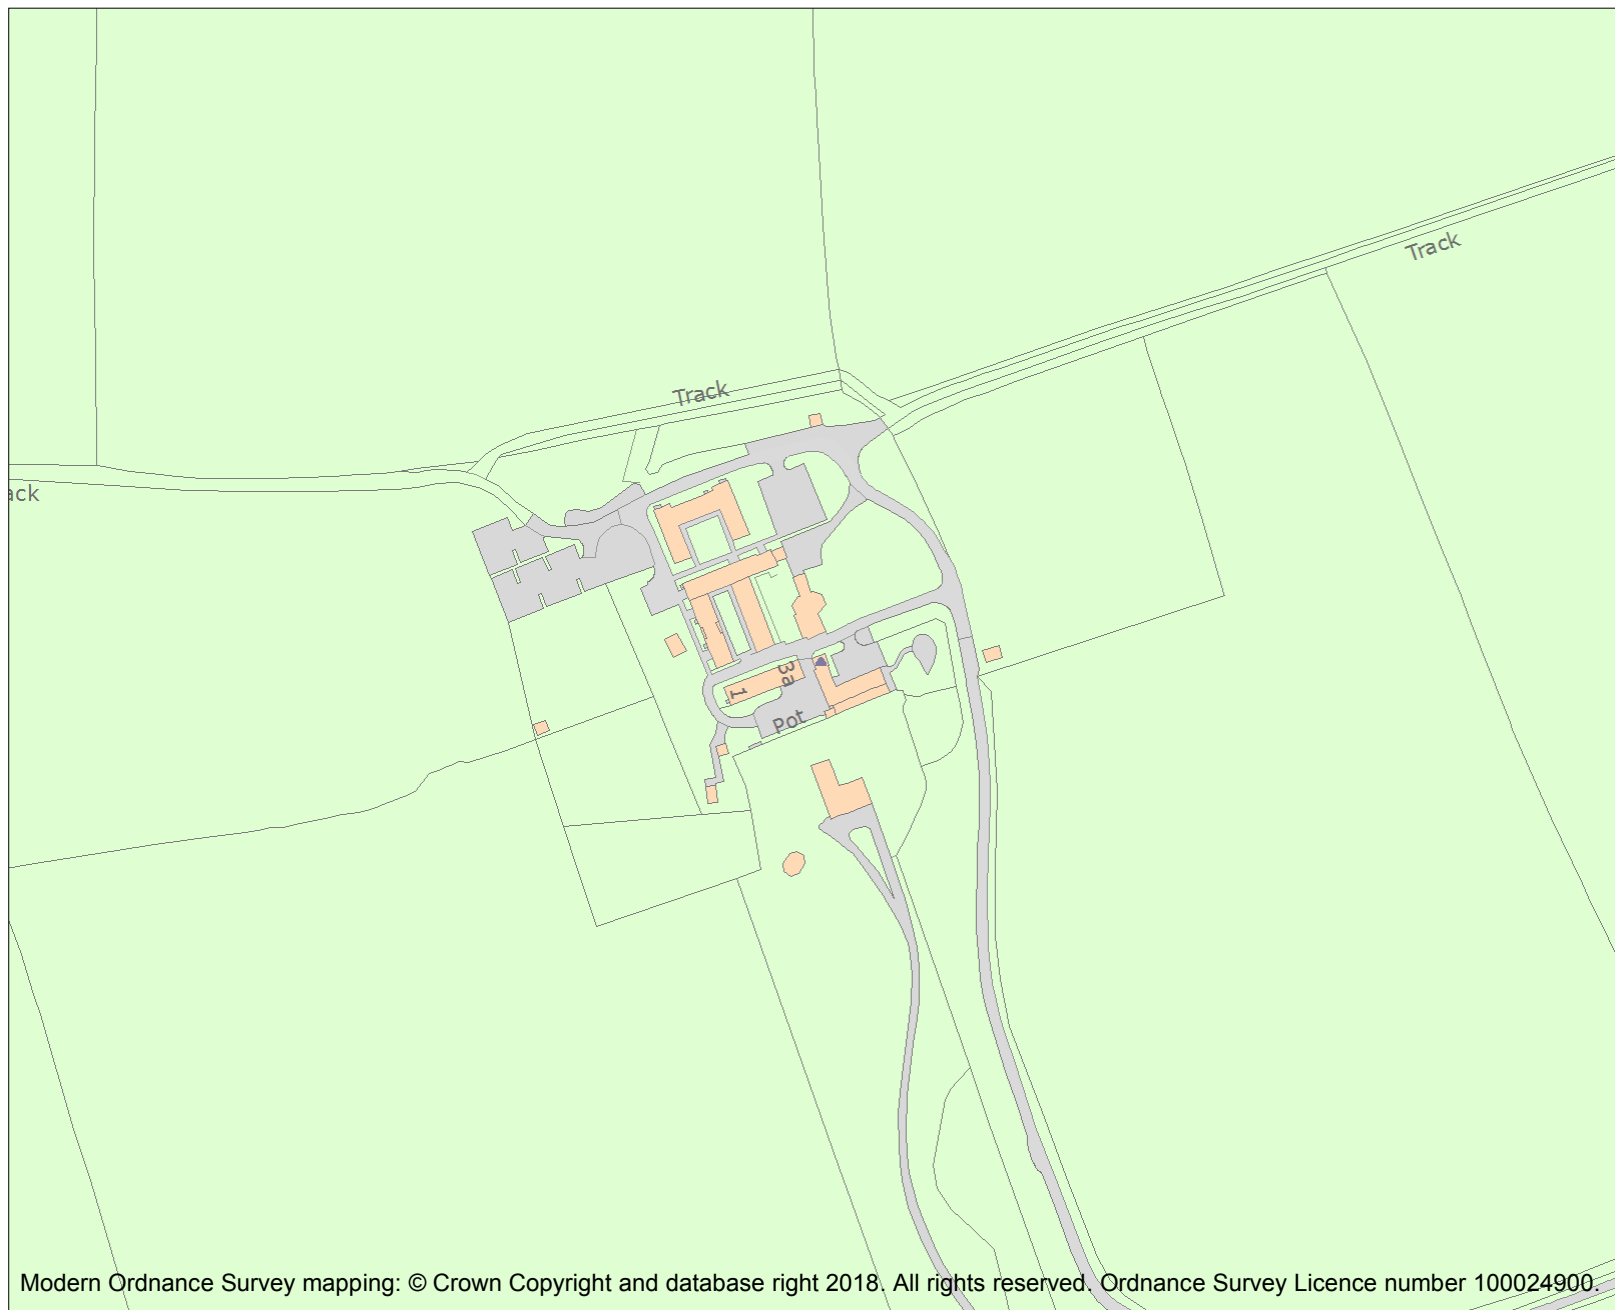 Track
Track
ack
3a
1
Pot
Modern Ordnance Survey mapping: © Crown Copyright and database right 2018. All rights reserved. Ordnance Survey Licence number 100024900.